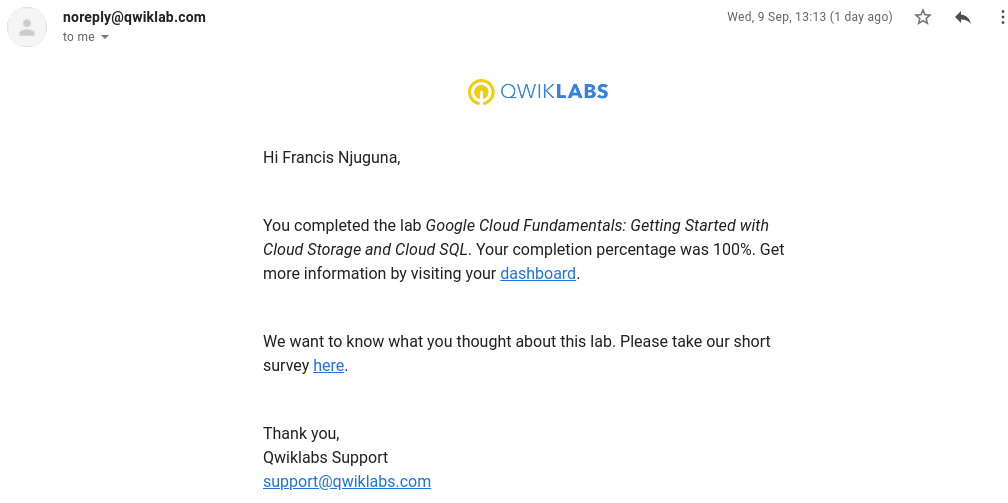 noreply@qwiklab.com
Wed, 9 Sep, 13:13 (1 day ago)
to me
QWIKLABS
Hi Francis Njuguna,
You completed the lab Google Cloud Fundamentals: Getting Started with
Cloud Storage and Cloud SQL. Your completion percentage was 100%. Get
more information by visiting your dashboard.
We want to know what you thought about this lab. Please take our short
survey here.
Thank you,
Qwiklabs Support
support@qwiklabs.com